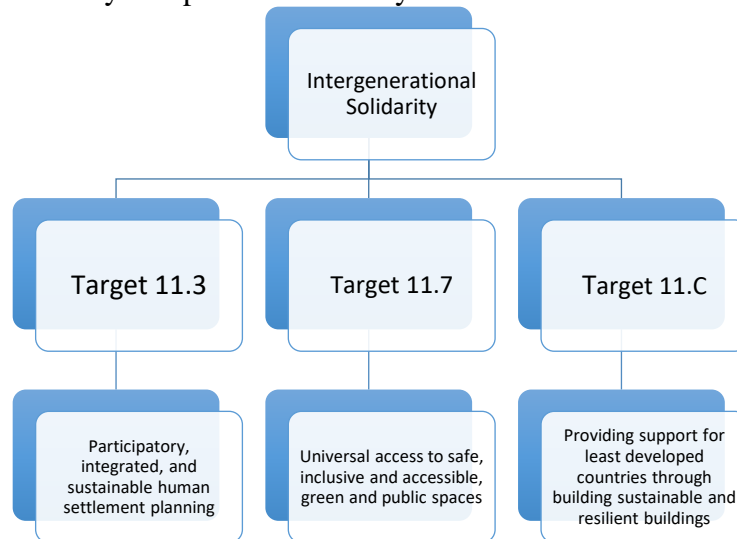 Intergenerational
Solidarity
Target 11.3
Target 11.7
Target 11.C
Participatory,
integrated, and
sustainable human
settlement planning
Universal access to safe,
inclusive and accessible,
green and public spaces
Providing support for
least developed
countries through
building sustainable and
resilient buildings